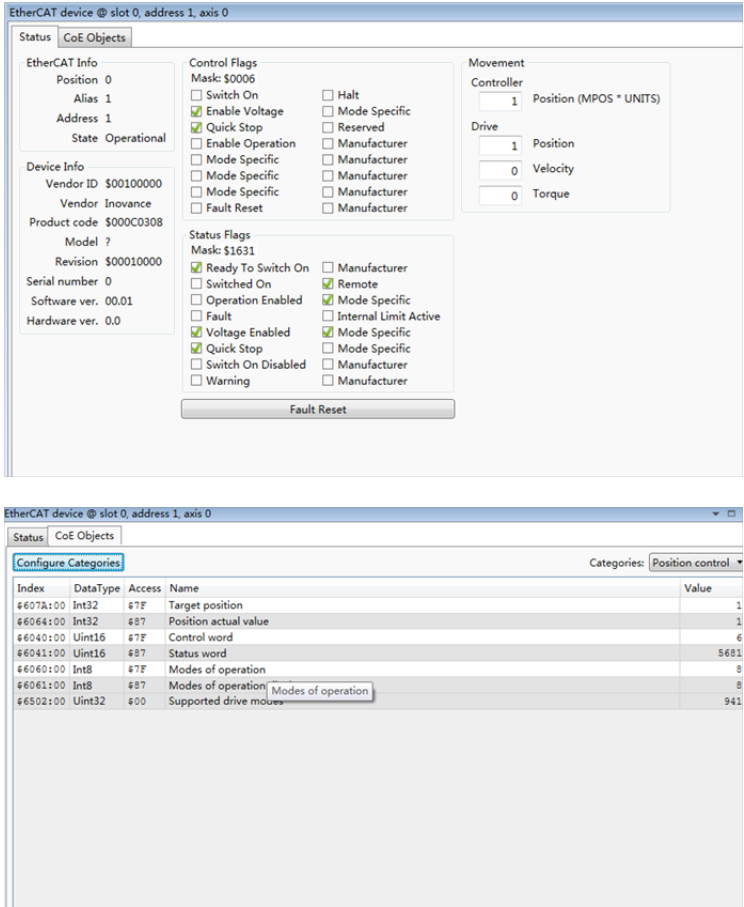 EtherCAT device @ slot 0, address 1, axis 0
Status CoE Objects
EtherCAT Info
Position 0
Alias 1
Address 1
State Operational
Device Info
Vendor ID $00100000
Vendor Inovance
Product code $000C0308
Model ?
Revision $00010000
Serial number 0
Software ver. 00.01
Hardware ver. 0.0
Control Flags
Mask: $0006
Switch On Halt
Enable Voltage Mode Specific
Quick Stop Reserved
Enable Operation Manufacturer
Mode Specific Manufacturer
Mode Specific Manufacturer
Mode Specific Manufacturer
Fault Reset Manufacturer
Status Flags
Mask: $1631
Ready To Switch On Manufacturer
Switched On Remote
Operation Enabled Mode Specific
Fault Internal Limit Active
Voltage Enabled Mode Specific
Quick Stop Mode Specific
Switch On Disabled Manufacturer
Warning Manufacturer
Fault Reset
Movement
Controller
1 Position (MPOS * UNITS)
Drive
1 Position
0 Velocity
0 Torque
EtherCAT device @ slot 0, address 1, axis 0
Status CoE Objects
Configure Categories Categories: Position control
Index DataType Access Name Value
$607A:00 Int32 $7F Target position 1
$6064:00 Int32 $87 Position actual value 1
$6040:00 Uint16 $7F Control word 6
$6041:00 Uint16 $87 Status word 5681
$6060:00 Int8 $7F Modes of operation 8
$6061:00 Int8 $87 Modes of operation 8
Modes of operation
$6502:00 Uint32 $00 Supported drive modes 941